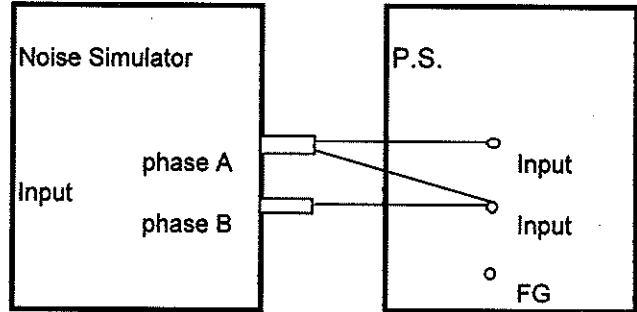 Noise Simulator
P.S.
phase A
Input
Input
phase B
Input
FG